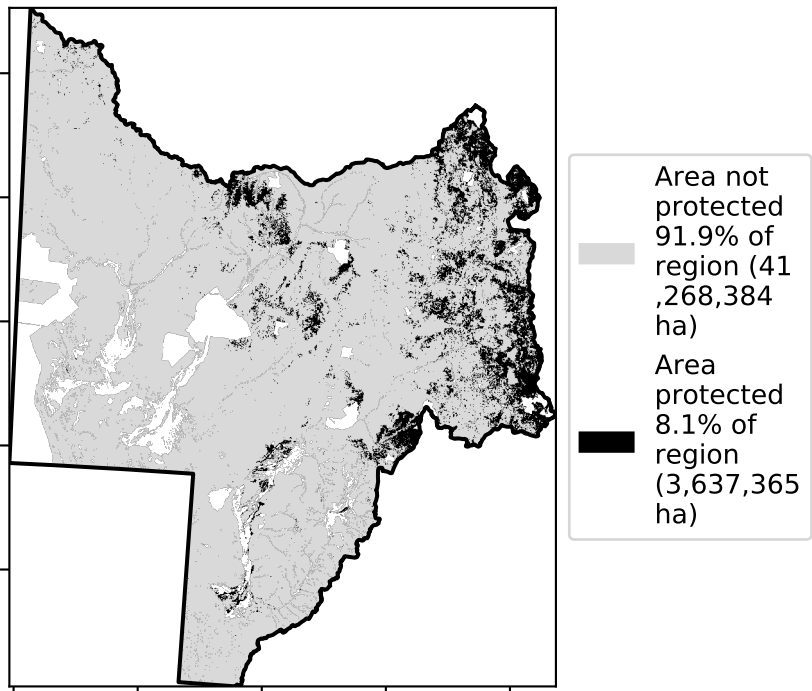 Area not
protected
91.9% of
region (41
,268,384
ha)
Area
protected
8.1% of
region
(3,637,365
ha)